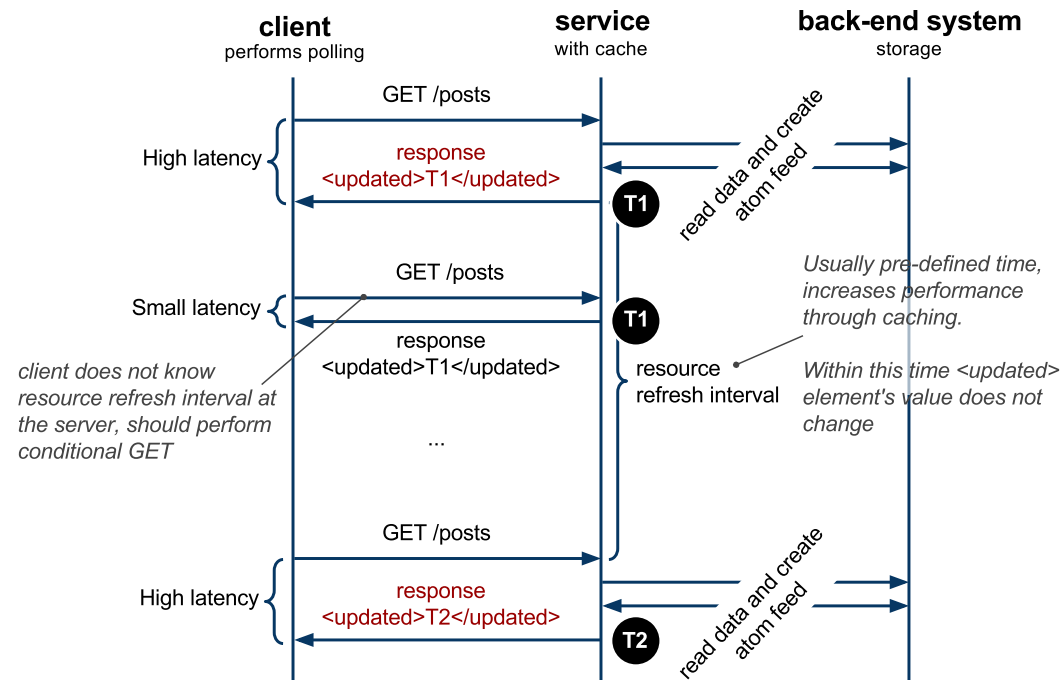 client
performs polling
service
with cache
back-end system
storage
GET /posts
High latency
response
<updated>T1</updated>
T1
read data and create
atom feed
GET /posts
Small latency
T1
response
<updated>T1</updated>
Usually pre-defined time,
increases performance
through caching.
Within this time <updated>
element's value does not
change
resource
refresh interval
client does not know
resource refresh interval at
the server, should perform
conditional GET
...
GET /posts
High latency
response
<updated>T2</updated>
T2
read data and create
atom feed